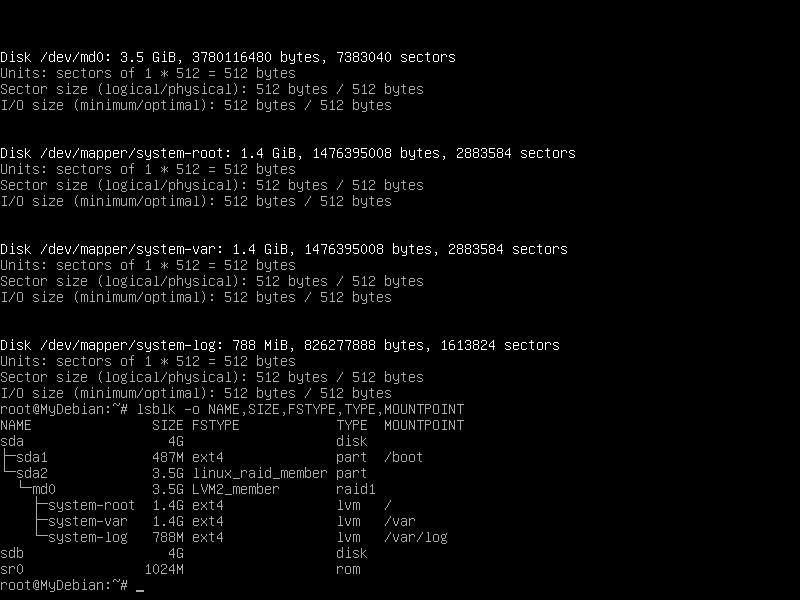 Disk /dev/md0: 3.5 GiB, 3780116480 bytes, 7383040 sectors
Units: sectors of 1 * 512 = 512 bytes
Sector size (logical/physical): 512 bytes / 512 bytes
I/O size (minimum/optimal): 512 bytes / 512 bytes


Disk /dev/mapper/system-root: 1.4 GiB, 1476395008 bytes, 2883584 sectors
Units: sectors of 1 * 512 = 512 bytes
Sector size (logical/physical): 512 bytes / 512 bytes
I/O size (minimum/optimal): 512 bytes / 512 bytes


Disk /dev/mapper/system-var: 1.4 GiB, 1476395008 bytes, 2883584 sectors
Units: sectors of 1 * 512 = 512 bytes
Sector size (logical/physical): 512 bytes / 512 bytes
I/O size (minimum/optimal): 512 bytes / 512 bytes


Disk /dev/mapper/system-log: 788 MiB, 826277888 bytes, 1613824 sectors
Units: sectors of 1 * 512 = 512 bytes
Sector size (logical/physical): 512 bytes / 512 bytes
I/O size (minimum/optimal): 512 bytes / 512 bytes
root@MyDebian:~# lsblk -o NAME,SIZE,FSTYPE,TYPE,MOUNTPOINT
NAME               SIZE FSTYPE            TYPE  MOUNTPOINT
sda                  4G                   disk
├─sda1             487M ext4              part  /boot
└─sda2             3.5G linux_raid_member part
  └─md0            3.5G LVM2_member       raid1
    ├─system-root  1.4G ext4              lvm   /
    ├─system-var   1.4G ext4              lvm   /var
    └─system-log   788M ext4              lvm   /var/log
sdb                  4G                   disk
sr0               1024M                   rom
root@MyDebian:~# _